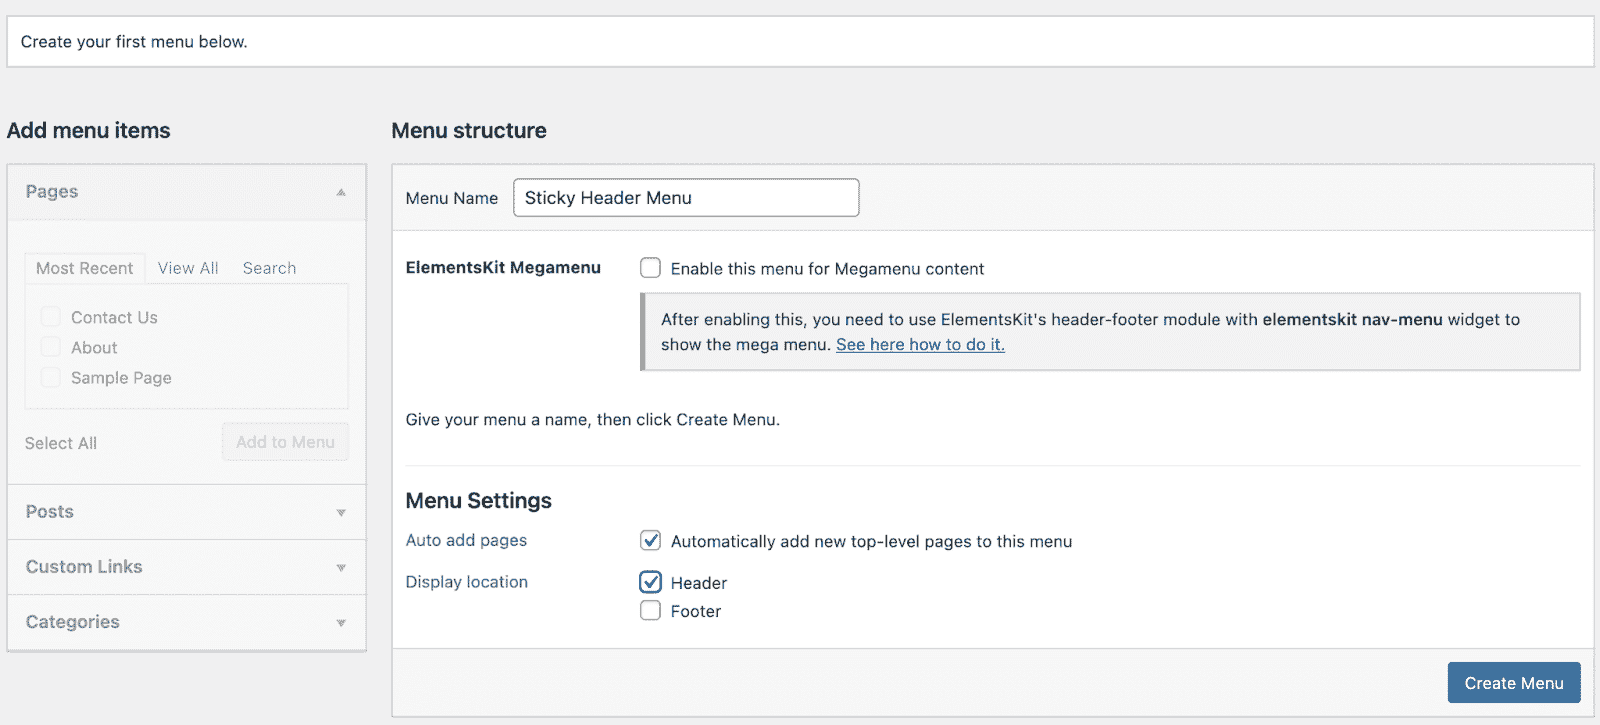 Create your first menu below.
Add menu items
Pages
Most Recent View All Search
Contact Us
About
Sample Page
Select All Add to Menu
Posts
Custom Links
Categories
Menu structure
Menu Name Sticky Header Menu
ElementsKit Megamenu Enable this menu for Megamenu content
After enabling this, you need to use ElementsKit's header-footer module with elementskit nav-menu widget to
show the mega menu. See here how to do it.
Give your menu a name, then click Create Menu.
Menu Settings
Auto add pages Automatically add new top-level pages to this menu
Display location Header
Footer
Create Menu